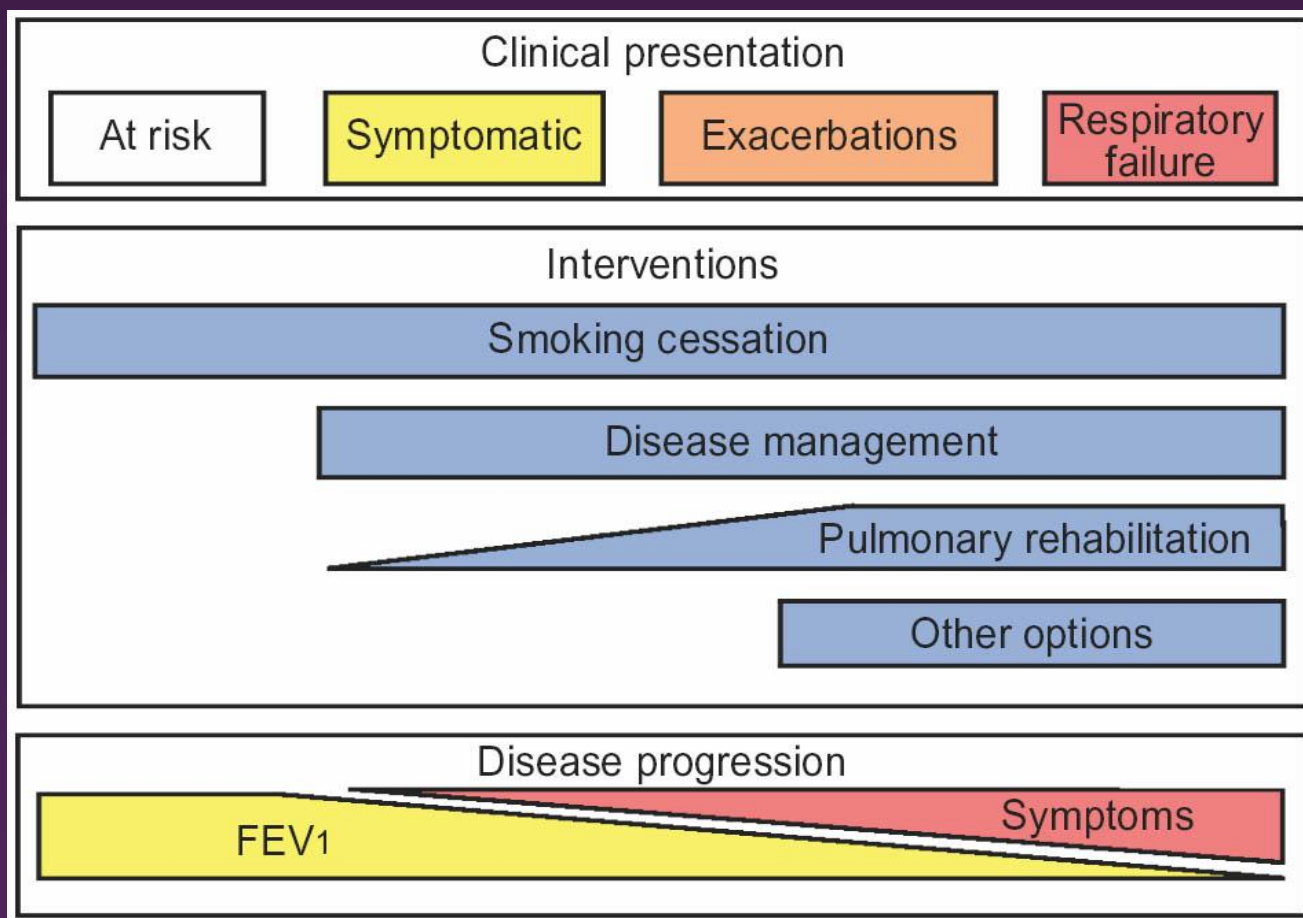 Clinical presentation
At risk
Symptomatic
Exacerbations
Respiratory
failure
Interventions
Smoking cessation
Disease management
Pulmonary rehabilitation
Other options
Disease progression
Symptoms
FEV1